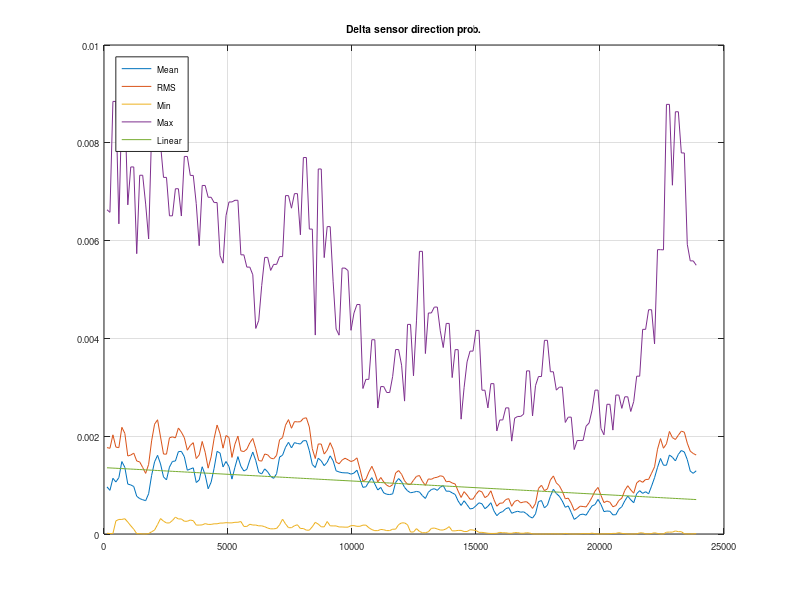 Delta sensor direction prob.
0.01
0.008
0.006
0.004
0.002
0
Mean
RMS
Min
Max
Linear
0 5000 10000 15000 20000 25000